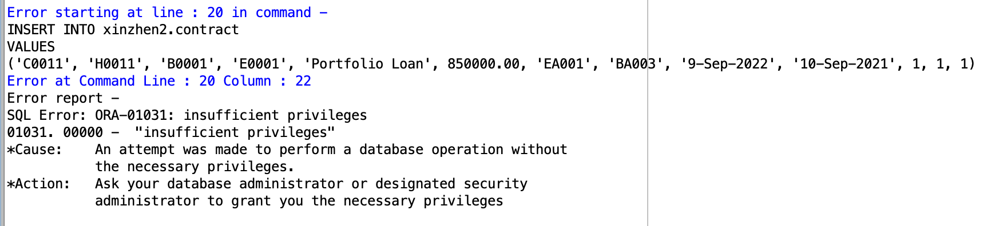 Error starting at line : 20 in command -
INSERT INTO xinzhen2.contract
VALUES
('C0011', 'H0011', 'B0001', 'E0001', 'Portfolio Loan', 850000.00, 'EA001', 'BA003', '9-Sep-2022', '10-Sep-2021', 1, 1, 1)
Error at Command Line : 20 Column : 22
Error report -
SQL Error: ORA-01031: insufficient privileges
01031. 00000 -  "insufficient privileges"
*Cause:    An attempt was made to perform a database operation without
           the necessary privileges.
*Action:   Ask your database administrator or designated security
           administrator to grant you the necessary privileges